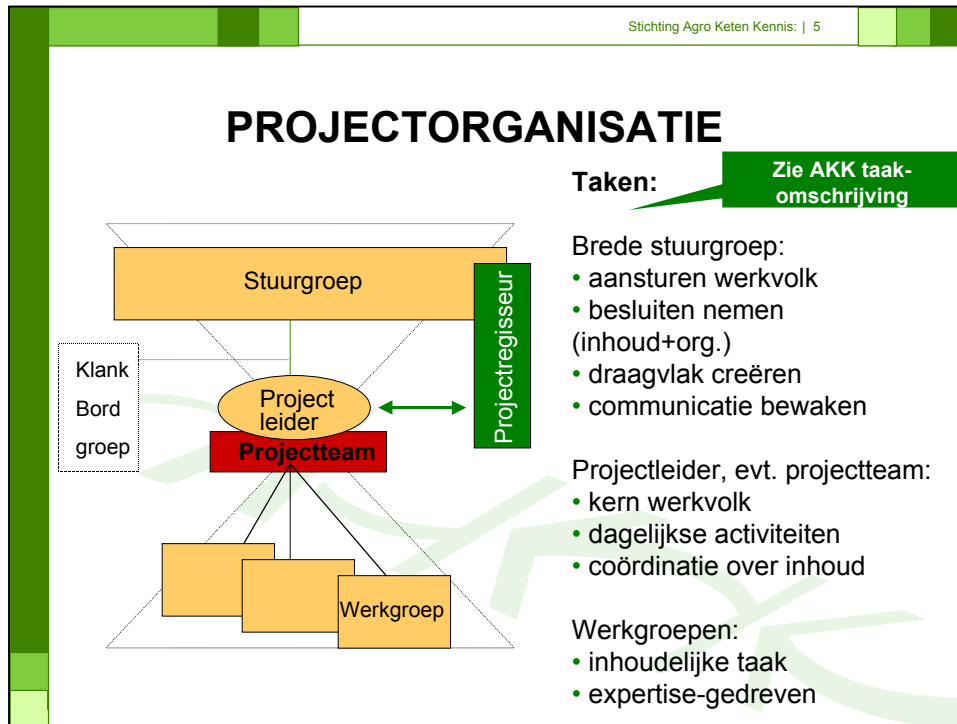 Stichting Agro Keten Kennis: | 5
PROJECTORGANISATIE
Stuurgroep
Projectregisseur
Klank
Bord
groep
Project
leider
Projectteam
Werkgroep
Taken:
Zie AKK taak-
omschrijving
Brede stuurgroep:
• aansturen werkvolk
• besluiten nemen
(inhoud+org.)
• draagvlak creëren
• communicatie bewaken
Projectleider, evt. projectteam:
• kern werkvolk
• dagelijkse activiteiten
• coördinatie over inhoud
Werkgroepen:
• inhoudelijke taak
• expertise-gedreven